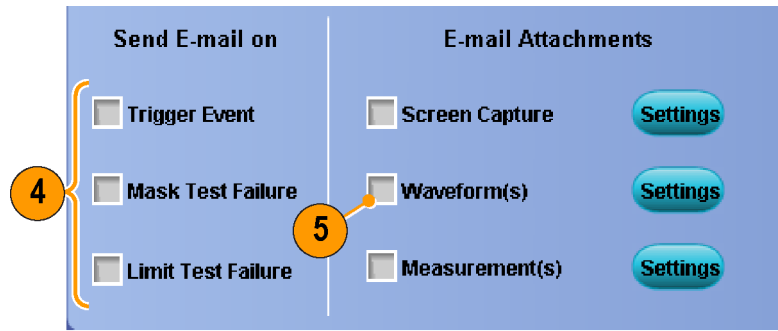 Send E-mail on
E-mail Attachments
Trigger Event
Screen Capture
Settings
4
Mask Test Failure
Waveform(s)
Settings
5
Limit Test Failure
Measurement(s)
Settings